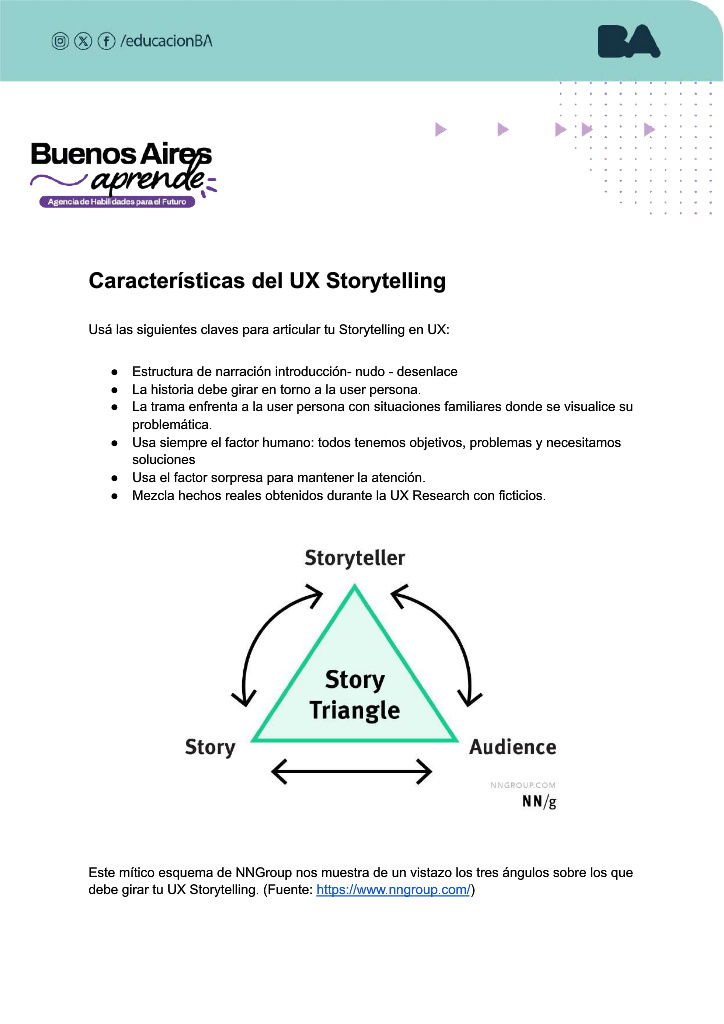 /educacionBA
BA
Buenos Aires
aprende
Agencia de Habilidades para el Futuro
Características del UX Storytelling
Usá las siguientes claves para articular tu Storytelling en UX:
● Estructura de narración introducción- nudo - desenlace
● La historia debe girar en torno a la user persona.
● La trama enfrenta a la user persona con situaciones familiares donde se visualice su
problemática.
● Usa siempre el factor humano: todos tenemos objetivos, problemas y necesitamos
soluciones
● Usa el factor sorpresa para mantener la atención.
● Mezcla hechos reales obtenidos durante la UX Research con ficticios.
Storyteller
Story
Triangle
Story
Audience
NNGROUP.COM
NN/g
Este mítico esquema de NNGroup nos muestra de un vistazo los tres ángulos sobre los que
debe girar tu UX Storytelling. (Fuente: https://www.nngroup.com/)